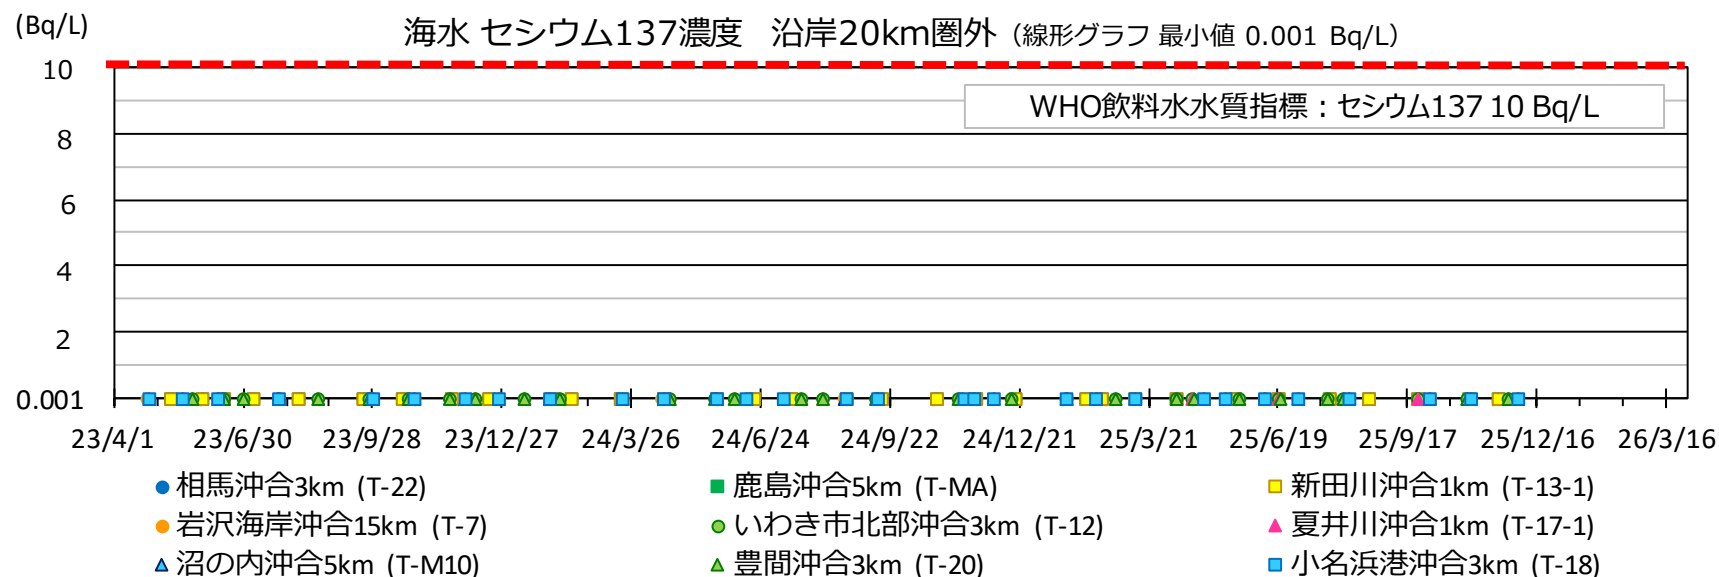 (Bq/L)
海水 セシウム137濃度　沿岸20km圏外（線形グラフ 最小値 0.001 Bq/L）
10
WHO飲料水水質指標：セシウム137 10 Bq/L
8
6
4
2
0.001
23/4/1 23/6/30 23/9/28 23/12/27 24/3/26 24/6/24 24/9/22 24/12/21 25/3/21 25/6/19 25/9/17 25/12/16 26/3/16
相馬沖合3km (T-22) 鹿島沖合5km (T-MA) 新田川沖合1km (T-13-1)
岩沢海岸沖合15km (T-7) いわき市北部沖合3km (T-12) 夏井川沖合1km (T-17-1)
沼の内沖合5km (T-M10) 豊間沖合3km (T-20) 小名浜港沖合3km (T-18)